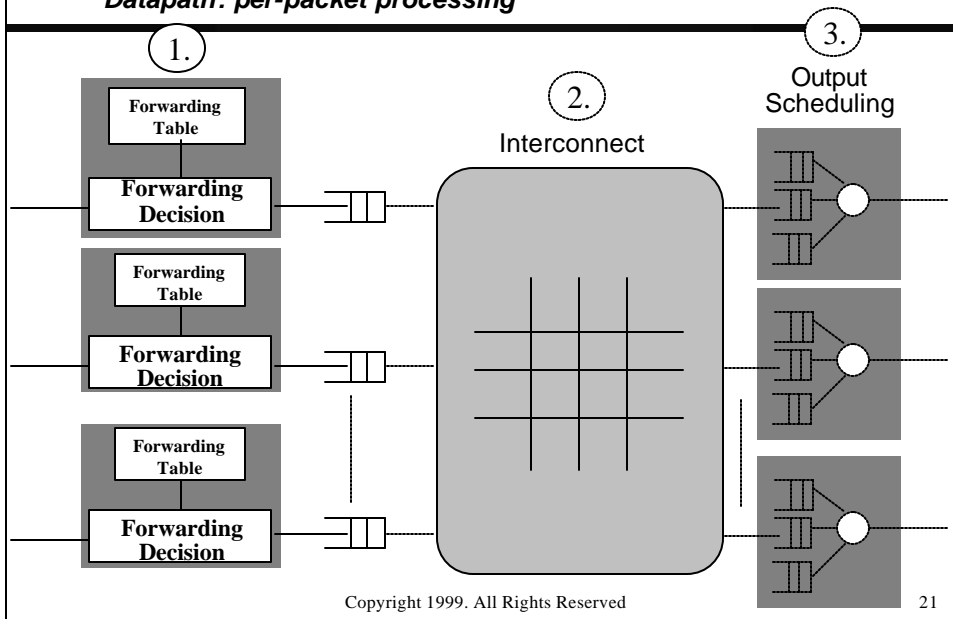 Datapath: per-packet processing
1.
3.
Output
Scheduling
2.
Interconnect
Forwarding
Table
Forwarding
Decision
Forwarding
Table
Forwarding
Decision
Forwarding
Table
Forwarding
Decision
Copyright 1999. All Rights Reserved
21